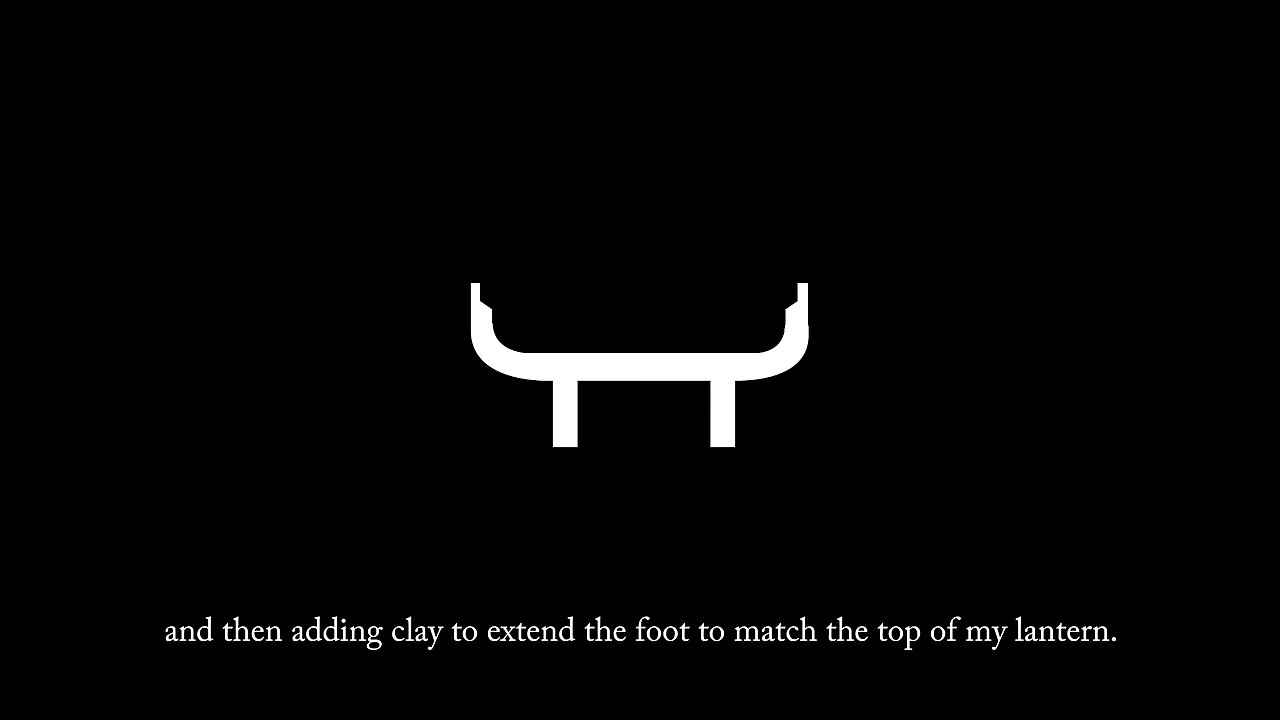 and then adding clay to extend the foot to match the top of my lantern.